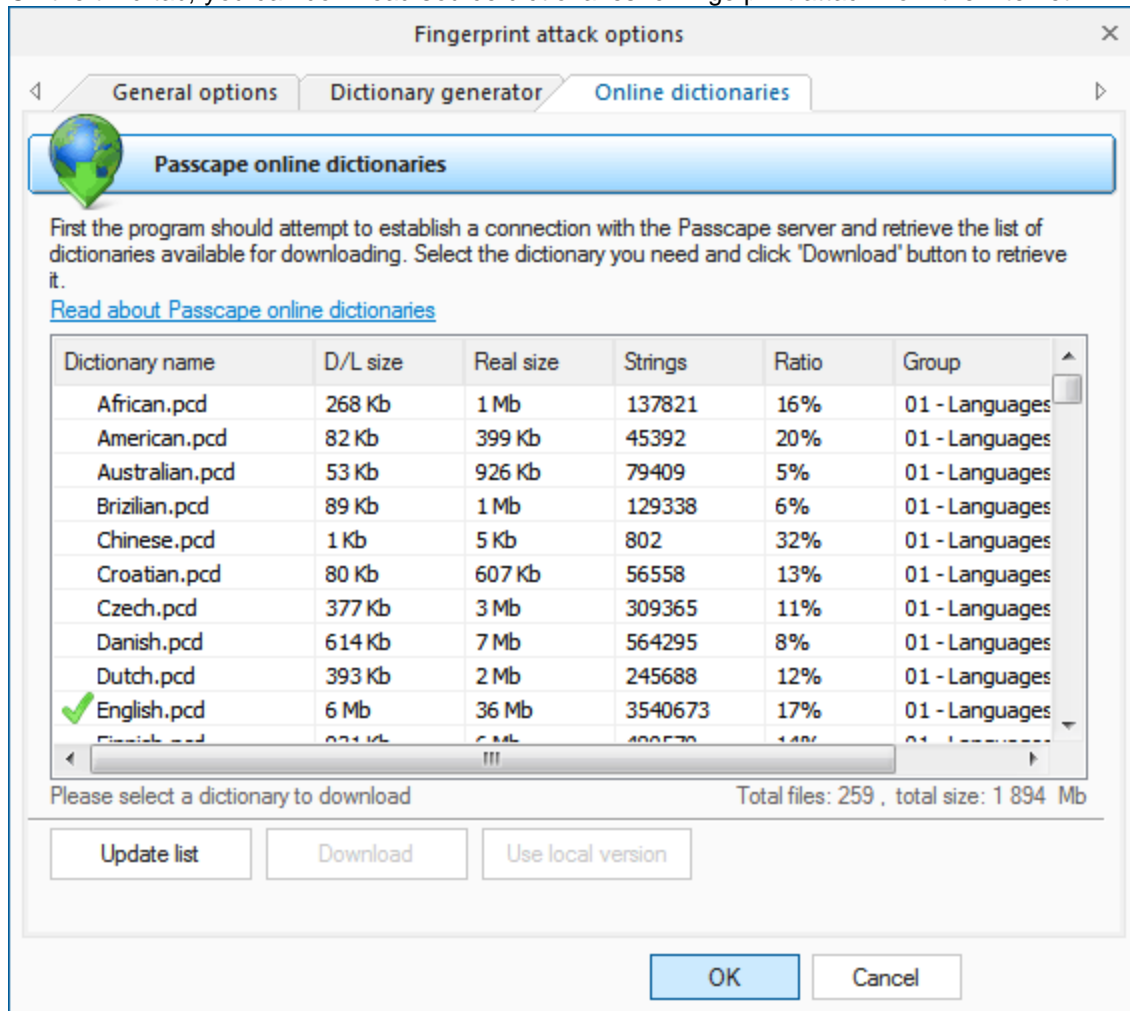 Fingerprint attack options
General options Dictionary generator Online dictionaries
Passcape online dictionaries
First the program should attempt to establish a connection with the Passcape server and retrieve the list of
dictionaries available for downloading. Select the dictionary you need and click 'Download' button to retrieve
it.
Read about Passcape online dictionaries
Dictionary name D/L size Real size Strings Ratio Group
African.pcd 268 Kb 1 Mb 137821 16% 01 - Languages
American.pcd 82 Kb 399 Kb 45392 20% 01 - Languages
Australian.pcd 53 Kb 926 Kb 79409 5% 01 - Languages
Brizilian.pcd 89 Kb 1 Mb 129338 6% 01 - Languages
Chinese.pcd 1 Kb 5 Kb 802 32% 01 - Languages
Croatian.pcd 80 Kb 607 Kb 56558 13% 01 - Languages
Czech.pcd 377 Kb 3 Mb 309365 11% 01 - Languages
Danish.pcd 614 Kb 7 Mb 564295 8% 01 - Languages
Dutch.pcd 393 Kb 2 Mb 245688 12% 01 - Languages
English.pcd 6 Mb 36 Mb 3540673 17% 01 - Languages
Please select a dictionary to download Total files: 259 , total size: 1 894 Mb
Update list Download Use local version
OK Cancel